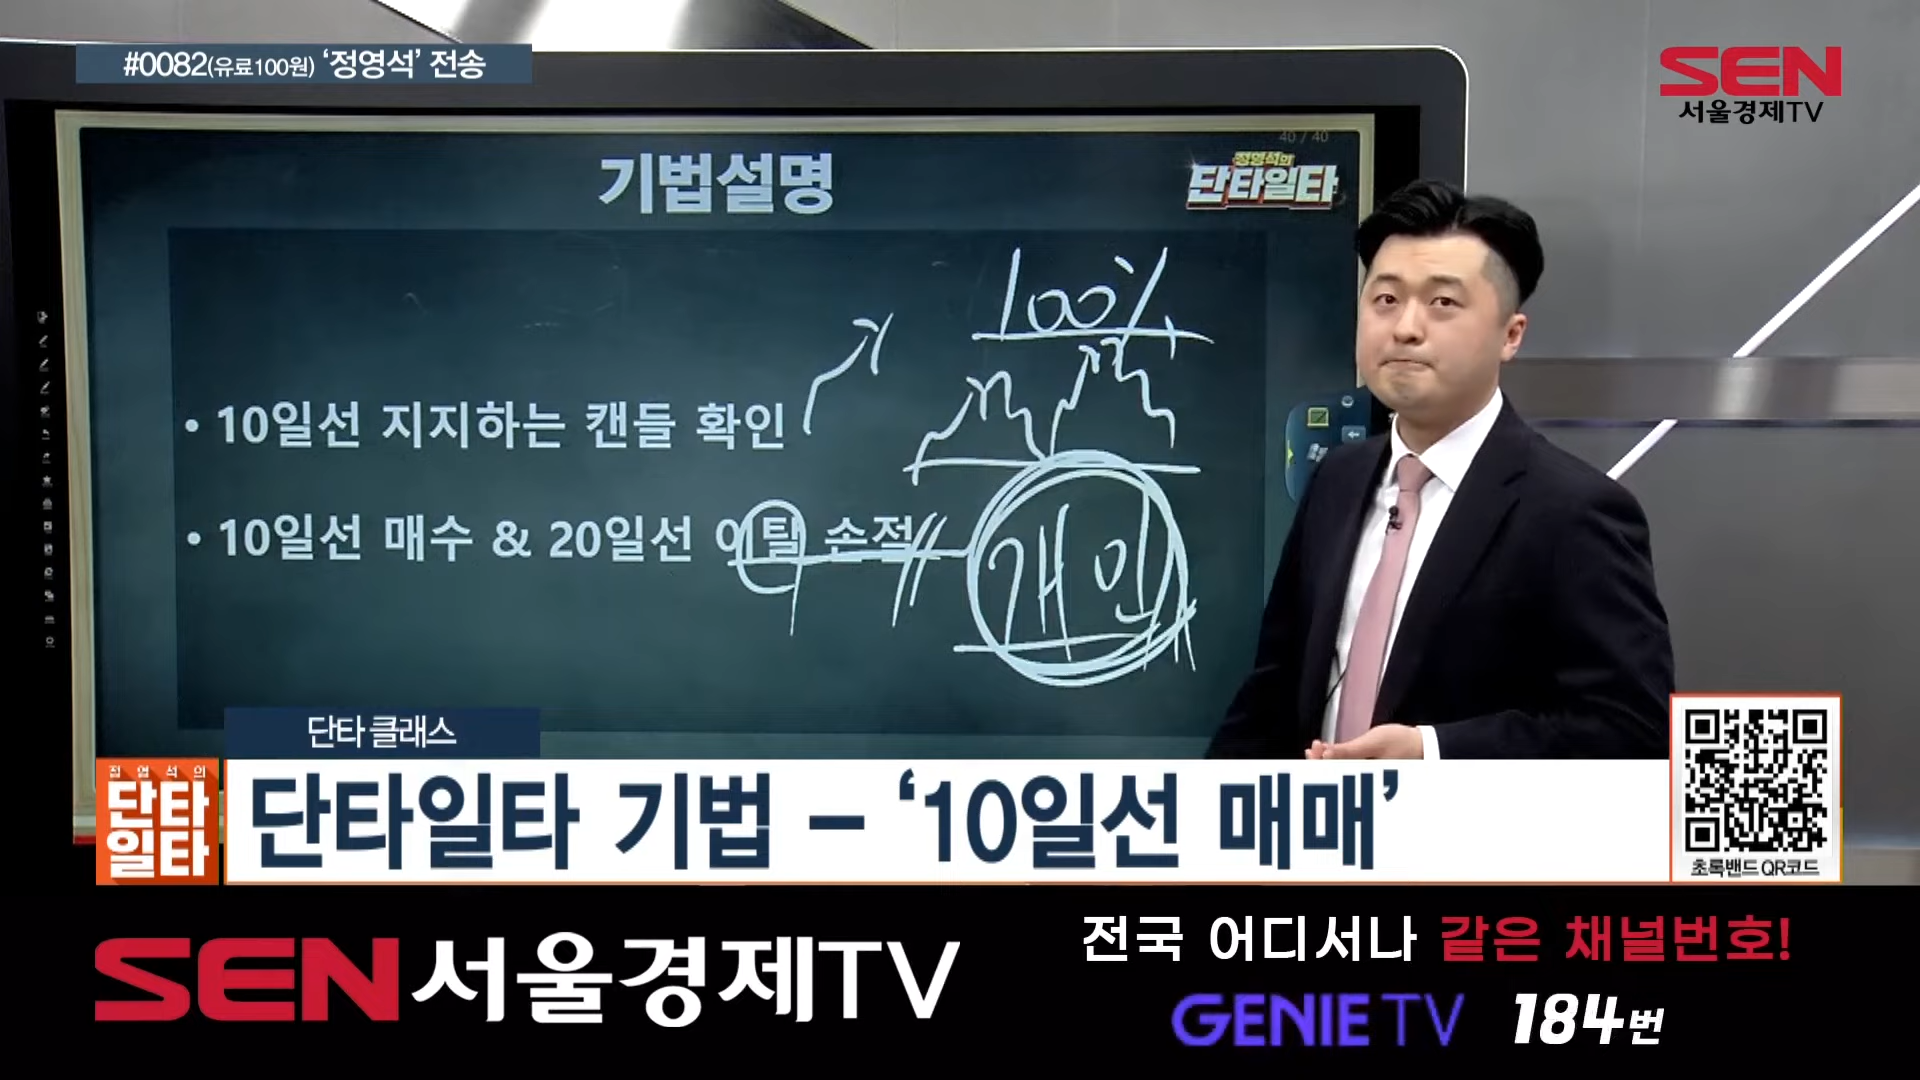 #0082(유료100원) ‘정영석’ 전송
SEN
서울경제TV
40 / 40
기법설명
정영석의
단타일타
100%
• 10일선 지지하는 캔들 확인
• 10일선 매수 & 20일선 이탈 손절
개인
단타 클래스
정영석의
단타
일타
단타일타 기법 - ‘10일선 매매’
초록밴드 QR코드
SEN 서울경제TV
전국 어디서나 같은 채널번호!
GENIE TV 184번